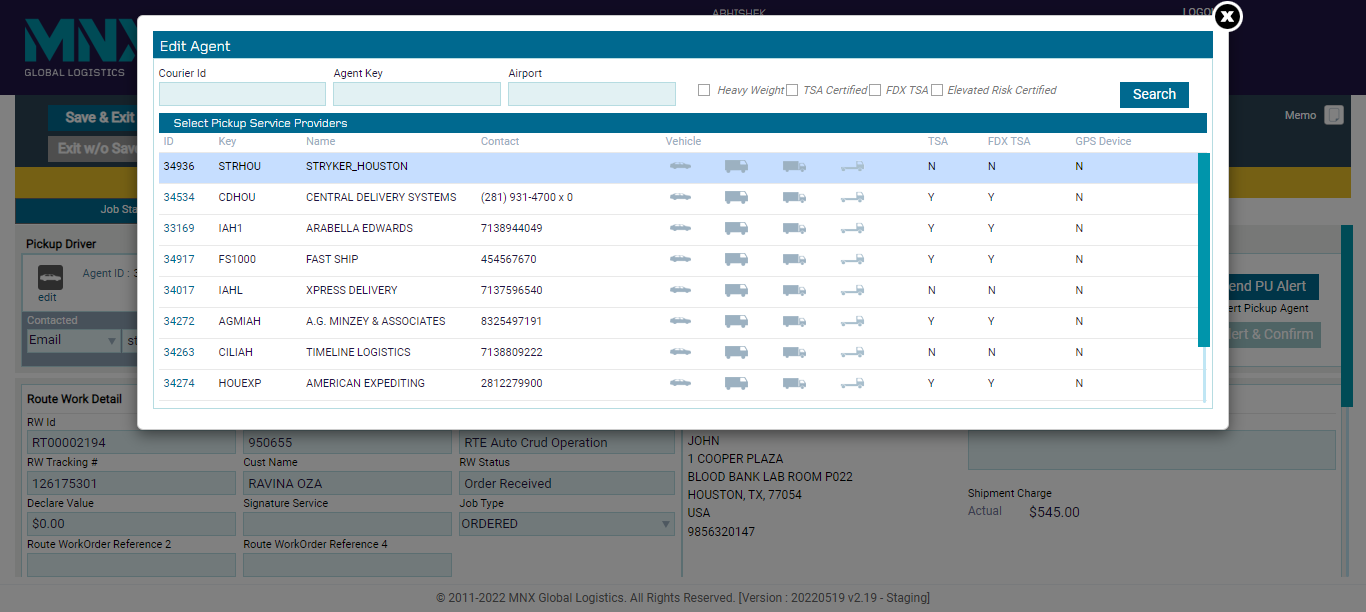 ABHISHEK
LOGO
MNX
GLOBAL LOGISTICS
Edit Agent
Courier Id Agent Key Airport
Heavy Weight TSA Certified FDX TSA Elevated Risk Certified
Search
Select Pickup Service Providers
ID Key Name Contact Vehicle TSA FDX TSA GPS Device
34936 STRHOU STRYKER_HOUSTON N N N
34534 CDHOU CENTRAL DELIVERY SYSTEMS (281) 931-4700 x 0 Y Y N
33169 IAH1 ARABELLA EDWARDS 7138944049 Y Y N
34917 FS1000 FAST SHIP 454567670 Y Y N
34017 IAHL XPRESS DELIVERY 7137596540 N N N
34272 AGMIAH A.G. MINZEY & ASSOCIATES 8325497191 Y Y N
34263 CILIAH TIMELINE LOGISTICS 7138809222 N N N
34274 HOUEXP AMERICAN EXPEDITING 2812279900 Y Y N
Save & Exit
Exit w/o Save
Memo
Job Sta
Pickup Driver
Agent ID : 3
edit
Contacted
Email st
end PU Alert
ert Pickup Agent
lert & Confirm
Route Work Detail
RW Id
RT00002194 950655 RTE Auto Crud Operation
RW Tracking # Cust Name RW Status
126175301 RAVINA OZA Order Received
Declare Value Signature Service Job Type
$0.00 ORDERED
Route WorkOrder Reference 2 Route WorkOrder Reference 4
JOHN
1 COOPER PLAZA
BLOOD BANK LAB ROOM P022
HOUSTON, TX, 77054
USA
9856320147
Shipment Charge
Actual $545.00
© 2011-2022 MNX Global Logistics. All Rights Reserved. [Version : 20220519 v2.19 - Staging]